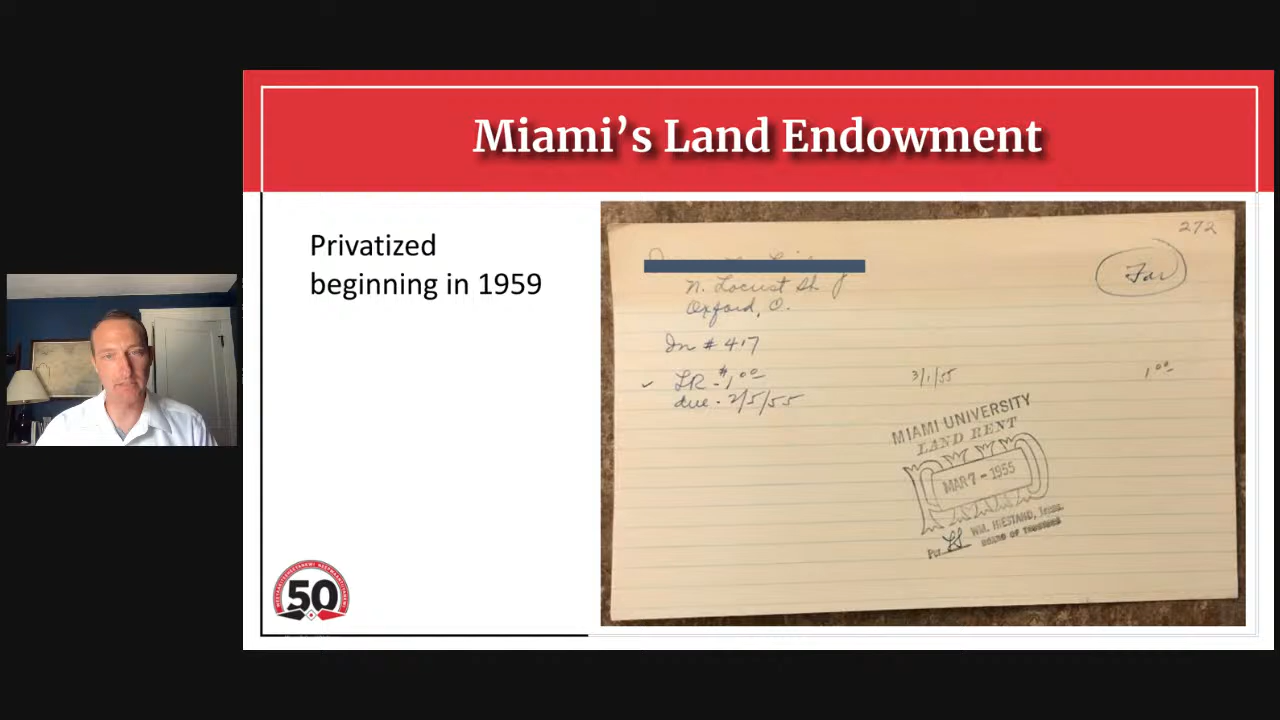 Miami's Land Endowment
Privatized
beginning in 1959
272
N. Locust St
Oxford, O.
In # 417
LR - $1.00
due - 2/5/55
3/1/55
1.00
MIAMI UNIVERSITY
LAND RENT
MAR 7 - 1955
Per
WM. HIESTAND, Treas.
BOARD OF TRUSTEES
50